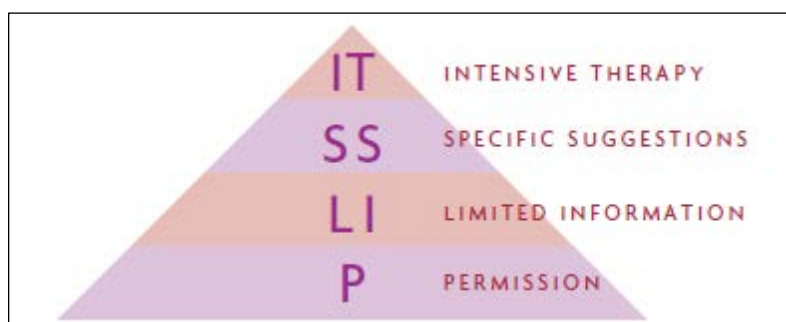 IT INTENSIVE THERAPY
SS SPECIFIC SUGGESTIONS
LI LIMITED INFORMATION
P PERMISSION